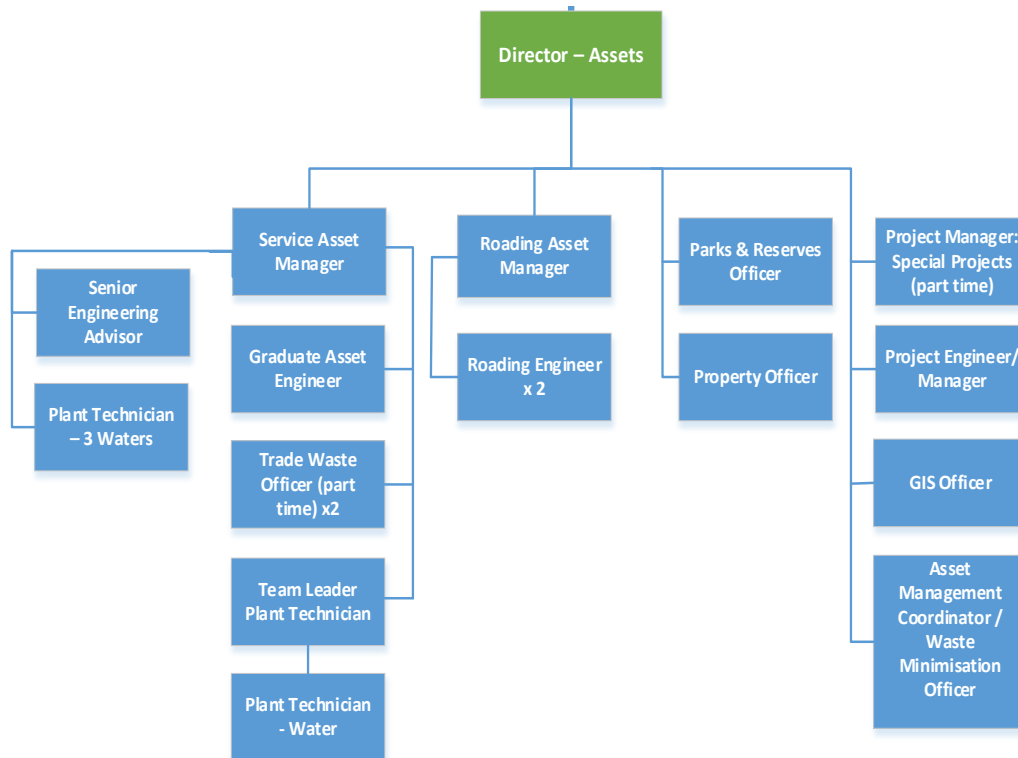 Director – Assets
Service Asset
Manager
Roading Asset
Manager
Parks & Reserves
Officer
Project Manager:
Special Projects
(part time)
Senior
Engineering
Advisor
Graduate Asset
Engineer
Roading Engineer
x 2
Property Officer
Project Engineer/
Manager
Plant Technician
– 3 Waters
Trade Waste
Officer (part
time) x2
GIS Officer
Team Leader
Plant Technician
Asset
Management
Coordinator /
Waste
Minimisation
Officer
Plant Technician
- Water